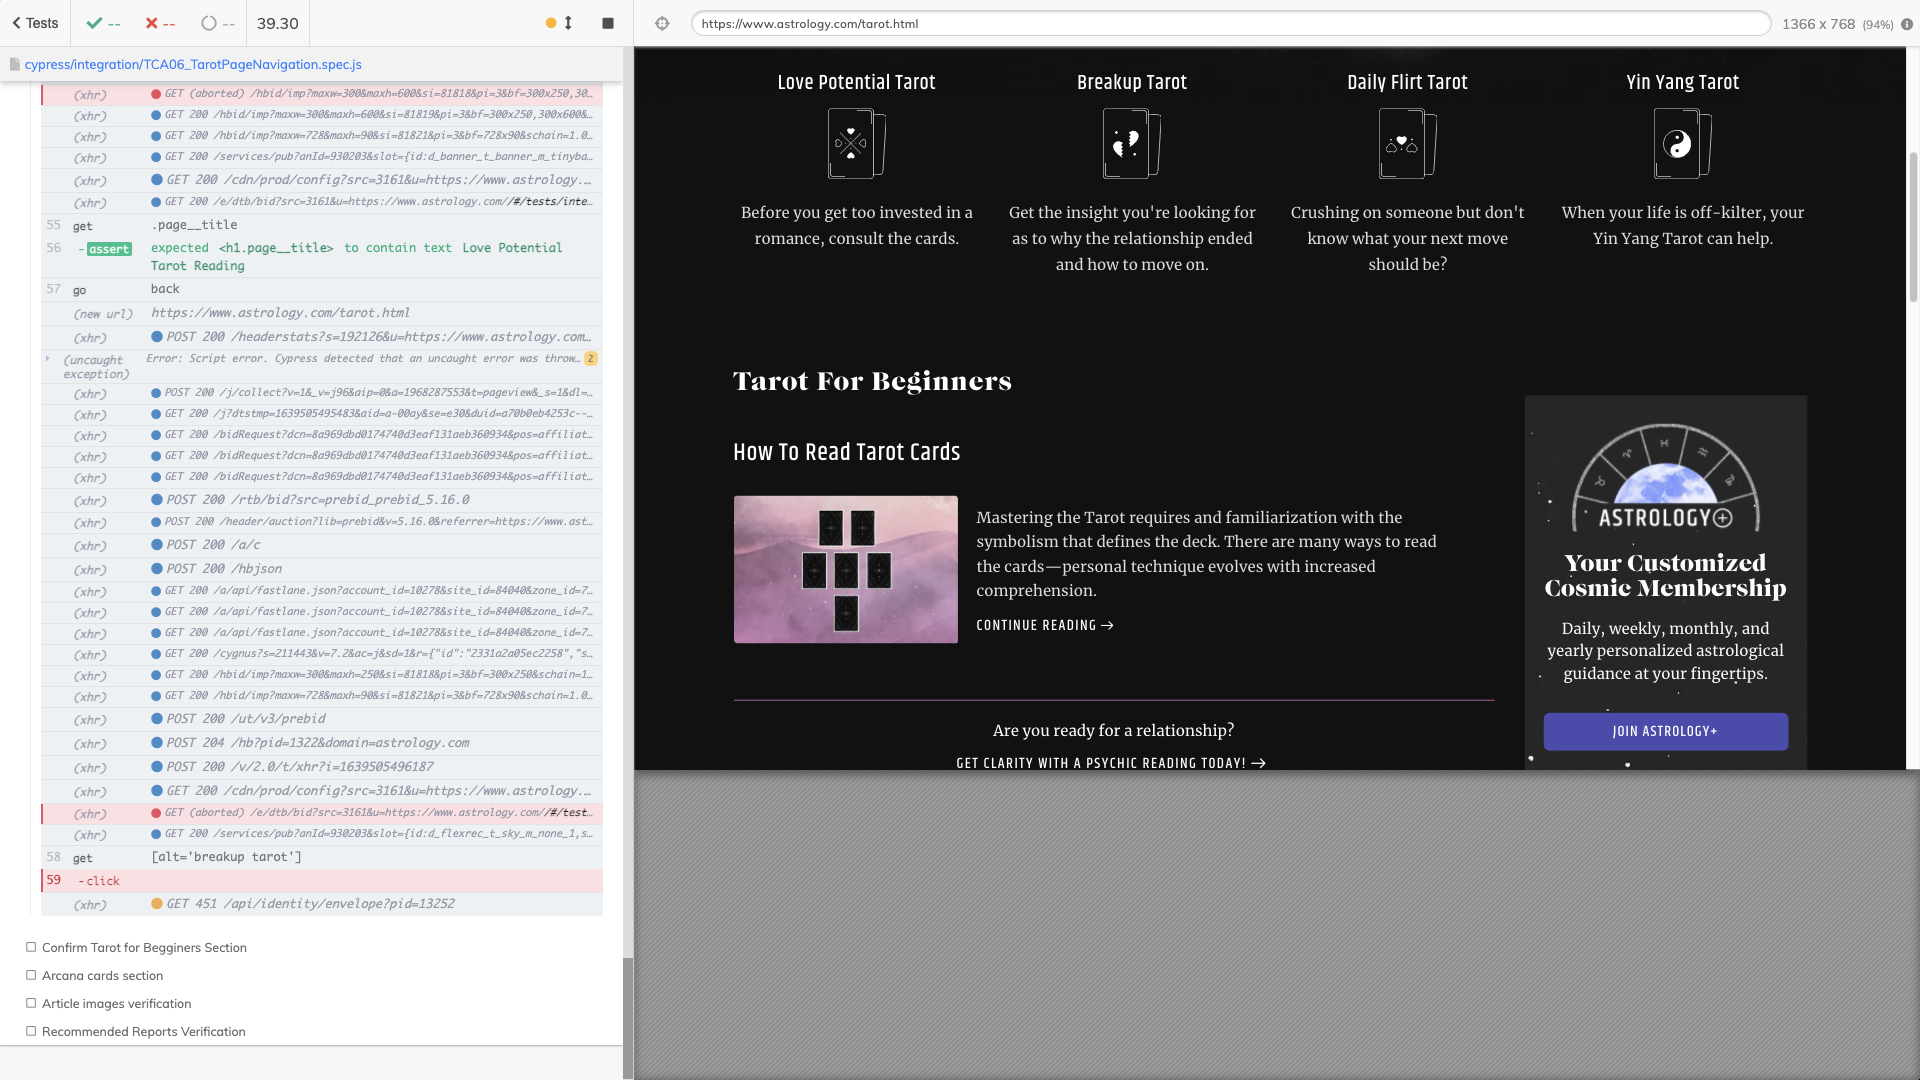 Tests
--
--
--
39.30
https://www.astrology.com/tarot.html
1366 x 768 (94%)
cypress/integration/TCA06_TarotPageNavigation.spec.js
(xhr) GET (aborted) /hbid/imp?maxw=300&maxh=600&si=81818&pi=3&bf=300x250,30…
(xhr) GET 200 /hbid/imp?maxw=300&maxh=600&si=81819&pi=3&bf=300x250,300x600&…
(xhr) GET 200 /hbid/imp?maxw=728&maxh=90&si=81821&pi=3&bf=728x90&schain=1.0…
(xhr) GET 200 /services/pub?anId=930203&slot={id:d_banner_t_banner_m_tinyba…
(xhr) GET 200 /cdn/prod/config?src=3161&u=https://www.astrology.…
(xhr) GET 200 /e/dtb/bid?src=3161&u=https://www.astrology.com//#/tests/inte…
55 get .page__title
56 -assert expected <h1.page__title> to contain text Love Potential
Tarot Reading
57 go back
(new url) https://www.astrology.com/tarot.html
(xhr) POST 200 /headerstats?s=192126&u=https://www.astrology.com…
(uncaught exception) Error: Script error. Cypress detected that an uncaught error was throw… 2
(xhr) POST 200 /j/collect?v=1&_v=j96&aip=0&a=1968287553&t=pageview&_s=1&dl=…
(xhr) GET 200 /j?dtstmp=1639505495483&aid=a-00ay&se=e30&duid=a70b0eb4253c--…
(xhr) GET 200 /bidRequest?dcn=8a969dbd0174740d3eaf131aeb360934&pos=affiliat…
(xhr) GET 200 /bidRequest?dcn=8a969dbd0174740d3eaf131aeb360934&pos=affiliat…
(xhr) GET 200 /bidRequest?dcn=8a969dbd0174740d3eaf131aeb360934&pos=affiliat…
(xhr) POST 200 /rtb/bid?src=prebid_prebid_5.16.0
(xhr) POST 200 /header/auction?lib=prebid&v=5.16.0&referrer=https://www.ast…
(xhr) POST 200 /a/c
(xhr) POST 200 /hbjson
(xhr) GET 200 /a/api/fastlane.json?account_id=10278&site_id=84040&zone_id=7…
(xhr) GET 200 /a/api/fastlane.json?account_id=10278&site_id=84040&zone_id=7…
(xhr) GET 200 /a/api/fastlane.json?account_id=10278&site_id=84040&zone_id=7…
(xhr) GET 200 /cygnus?s=211443&v=7.2&ac=j&sd=1&r={"id":"2331a2a05ec2258","s…
(xhr) GET 200 /hbid/imp?maxw=300&maxh=250&si=81818&pi=3&bf=300x250&schain=1…
(xhr) GET 200 /hbid/imp?maxw=728&maxh=90&si=81821&pi=3&bf=728x90&schain=1.0…
(xhr) POST 200 /ut/v3/prebid
(xhr) POST 204 /hb?pid=1322&domain=astrology.com
(xhr) POST 200 /v/2.0/t/xhr?i=1639505496187
(xhr) GET 200 /cdn/prod/config?src=3161&u=https://www.astrology.…
(xhr) GET (aborted) /e/dtb/bid?src=3161&u=https://www.astrology.com//#/test…
(xhr) GET 200 /services/pub?anId=930203&slot={id:d_flexrec_t_sky_m_none_1,s…
58 get [alt='breakup tarot']
59 -click
(xhr) GET 451 /api/identity/envelope?pid=13252
Confirm Tarot for Begginers Section
Arcana cards section
Article images verification
Recommended Reports Verification
Love Potential Tarot
Before you get too invested in a
romance, consult the cards.
Breakup Tarot
Get the insight you're looking for
as to why the relationship ended
and how to move on.
Daily Flirt Tarot
Crushing on someone but don't
know what your next move
should be?
Yin Yang Tarot
When your life is off-kilter, your
Yin Yang Tarot can help.
Tarot For Beginners
How To Read Tarot Cards
Mastering the Tarot requires and familiarization with the
symbolism that defines the deck. There are many ways to read
the cards—personal technique evolves with increased
comprehension.
CONTINUE READING →
Are you ready for a relationship?
GET CLARITY WITH A PSYCHIC READING TODAY! →
ASTROLOGY+
Your Customized
Cosmic Membership
Daily, weekly, monthly, and
yearly personalized astrological
guidance at your fingertips.
JOIN ASTROLOGY+